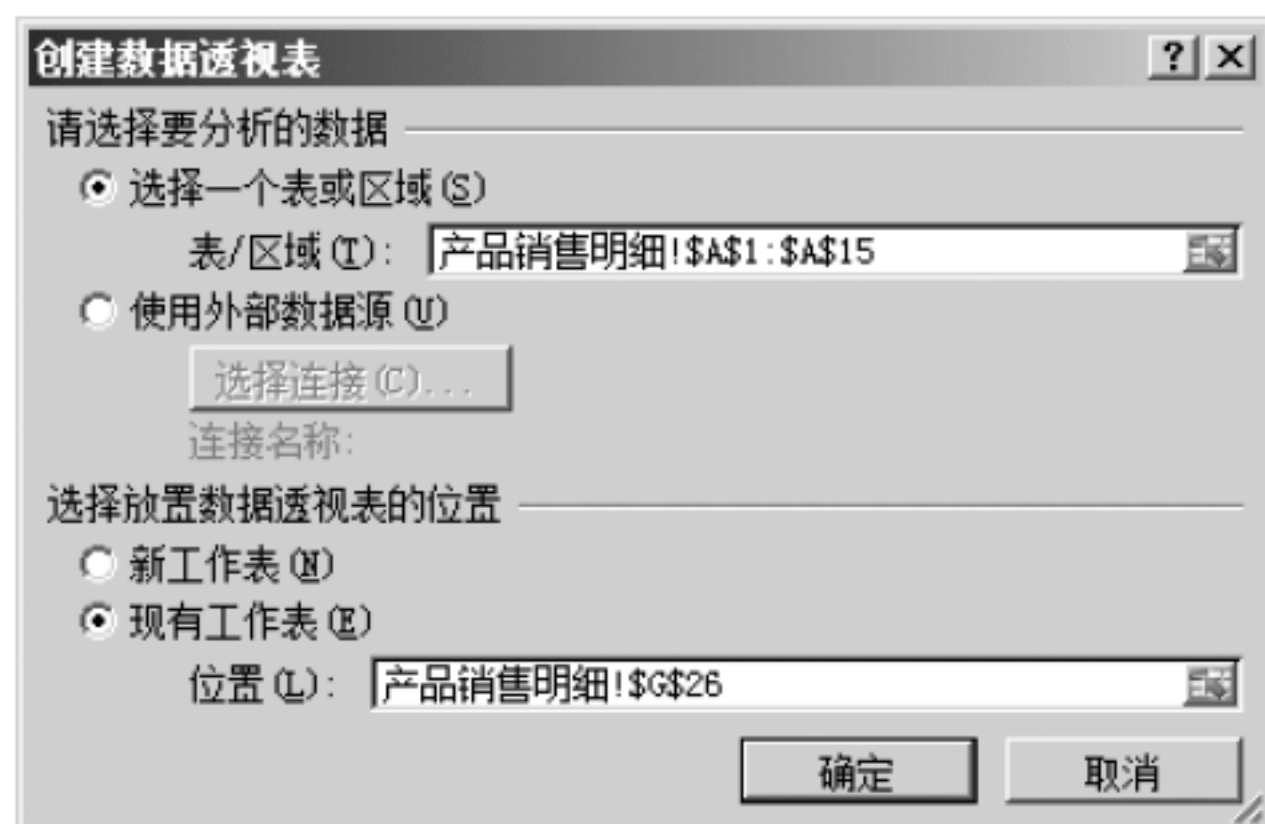 创建数据透视表
请选择要分析的数据
选择一个表或区域(S)
表/区域(T): 产品销售明细!$A$1:$A$15
使用外部数据源(U)
选择连接(C)...
连接名称:
选择放置数据透视表的位置
新工作表(N)
现有工作表(E)
位置(L): 产品销售明细!$G$26
确定 取消